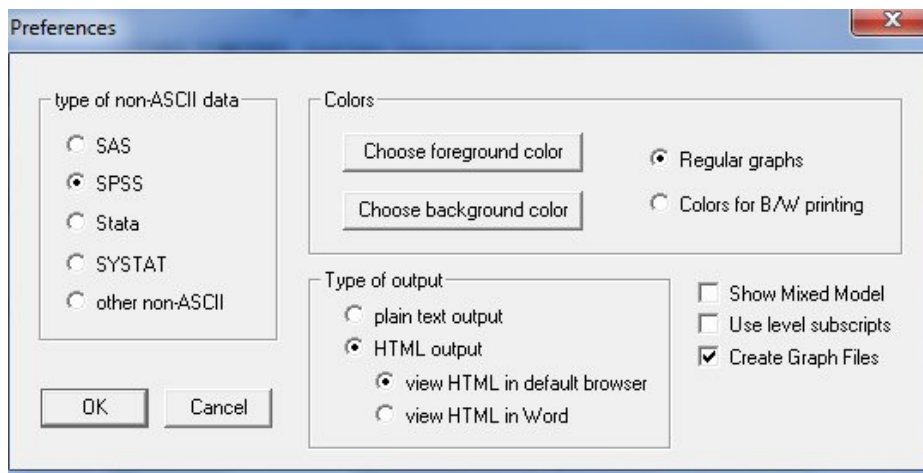 Preferences
type of non-ASCII data
SAS
SPSS
Stata
SYSTAT
other non-ASCII
Colors
Choose foreground color
Choose background color
Regular graphs
Colors for B/W printing
Type of output
plain text output
HTML output
view HTML in default browser
view HTML in Word
Show Mixed Model
Use level subscripts
Create Graph Files
OK
Cancel